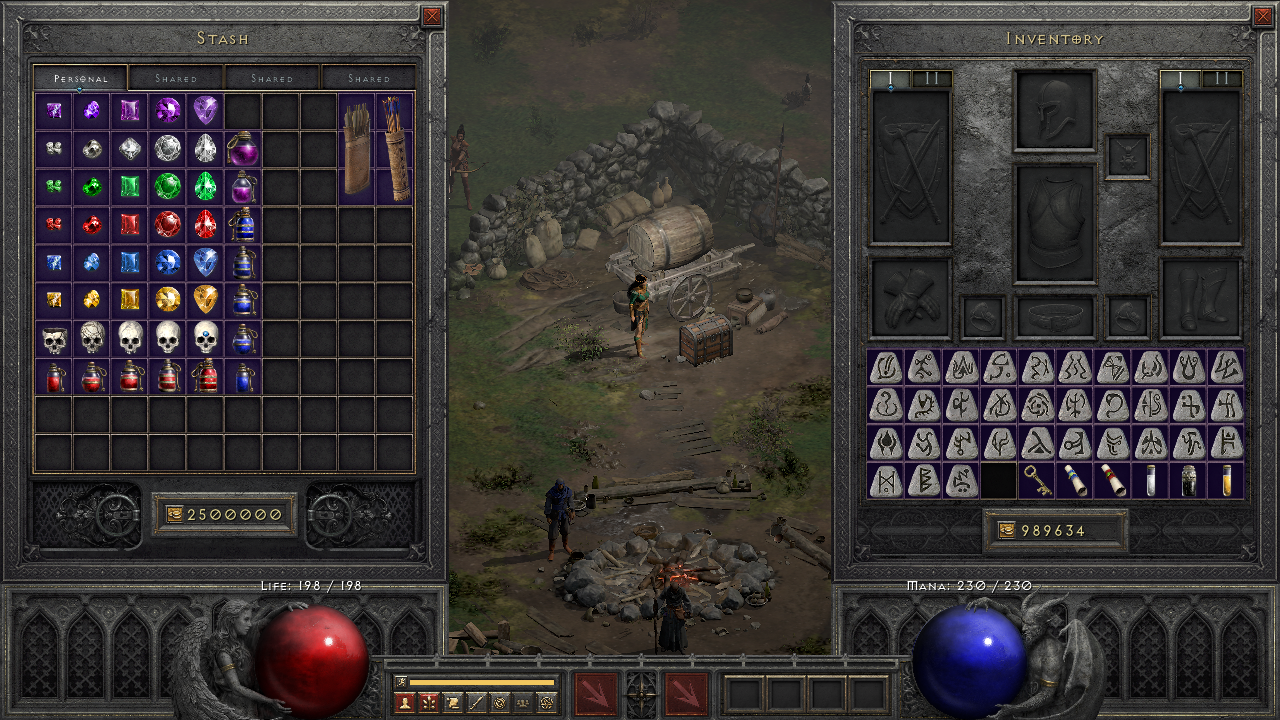 Stash
Personal
Shared
Shared
Shared
2500000
Inventory
I
II
I
II
989634
Life: 198 / 198
Mana: 230 / 230